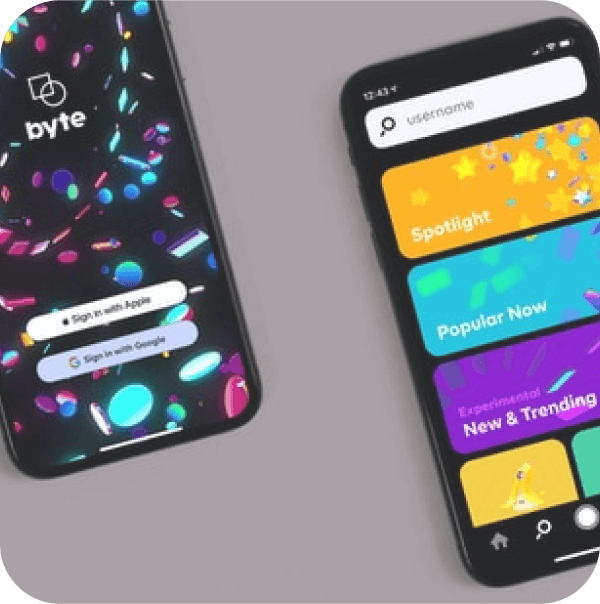 byte
Sign in with Apple
Sign in with Google
12:43
username
Spotlight
Popular Now
Experimental
New & Trending